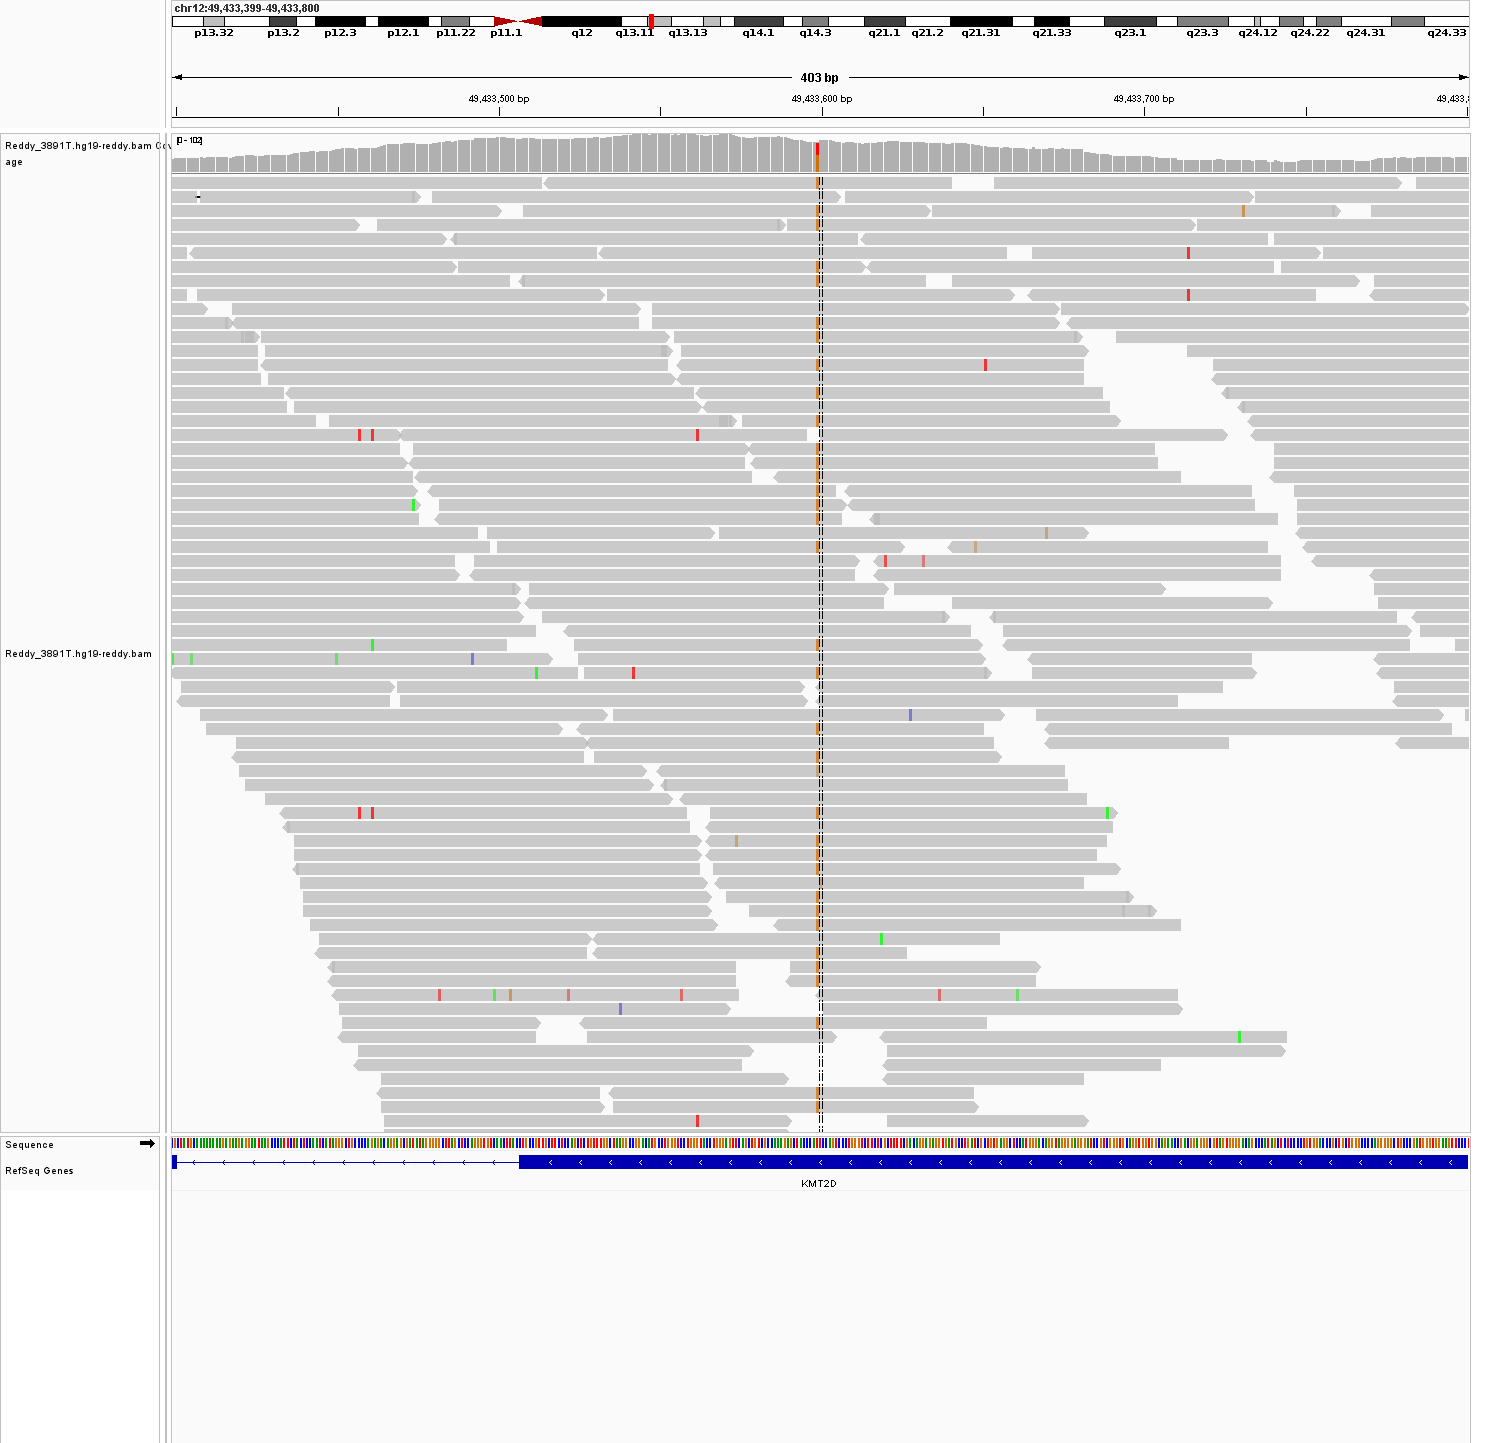 chr12:49,433,399-49,433,800
p13.32 p13.2 p12.3 p12.1 p11.22 p11.1 q12 q13.11 q13.13 q14.1 q14.3 q21.1 q21.2 q21.31 q21.33 q23.1 q23.3 q24.12 q24.22 q24.31 q24.33
403 bp
49,433,500 bp 49,433,600 bp 49,433,700 bp 49,433,8
[0 - 102]
Reddy_3891T.hg19-reddy.bam Cov
age
Reddy_3891T.hg19-reddy.bam
Sequence
RefSeq Genes
KMT2D